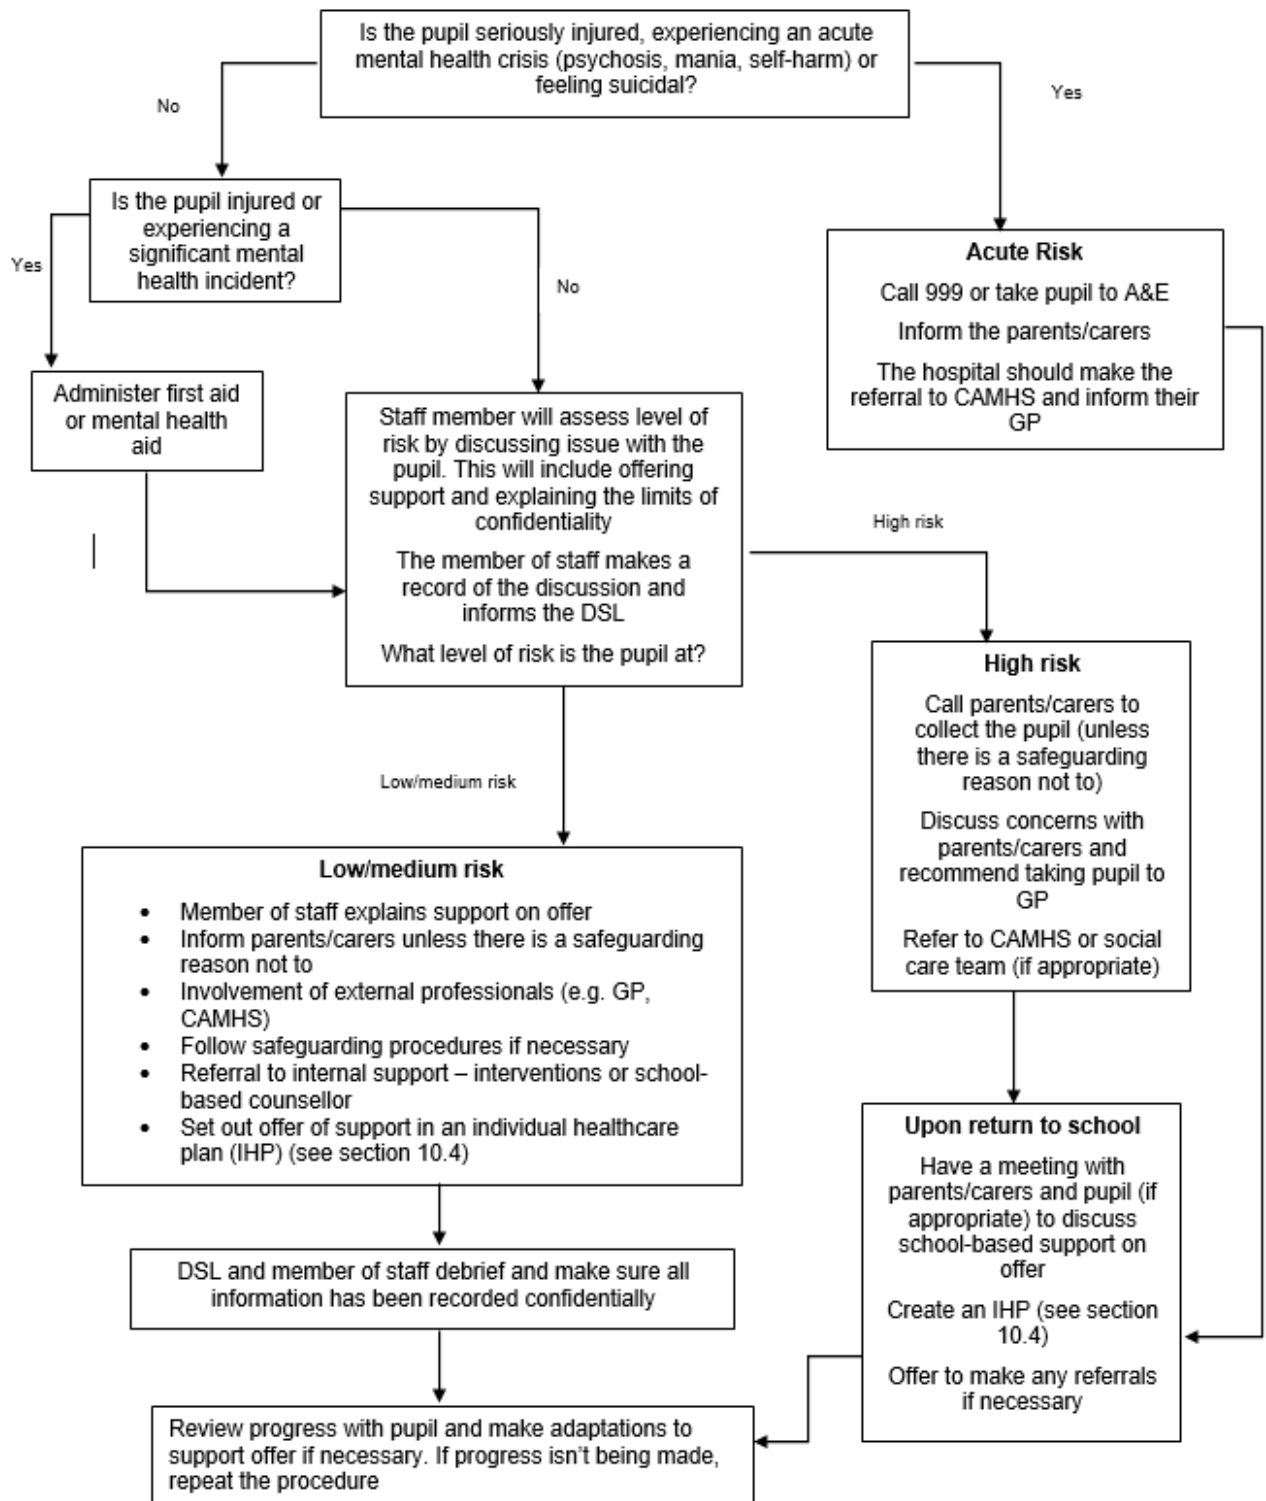 Is the pupil seriously injured, experiencing an acute
mental health crisis (psychosis, mania, self-harm) or
feeling suicidal?
No
Yes
Is the pupil injured or
experiencing a
significant mental
health incident?
Yes
No
Acute Risk
Call 999 or take pupil to A&E
Inform the parents/carers
The hospital should make the
referral to CAMHS and inform their
GP
Administer first aid
or mental health
aid
Staff member will assess level of
risk by discussing issue with the
pupil. This will include offering
support and explaining the limits of
confidentiality
The member of staff makes a
record of the discussion and
informs the DSL
What level of risk is the pupil at?
High risk
Low/medium risk
High risk
Call parents/carers to
collect the pupil (unless
there is a safeguarding
reason not to)
Discuss concerns with
parents/carers and
recommend taking pupil to
GP
Refer to CAMHS or social
care team (if appropriate)
Low/medium risk
• Member of staff explains support on offer
• Inform parents/carers unless there is a safeguarding
reason not to
• Involvement of external professionals (e.g. GP,
CAMHS)
• Follow safeguarding procedures if necessary
• Referral to internal support – interventions or school-
based counsellor
• Set out offer of support in an individual healthcare
plan (IHP) (see section 10.4)
Upon return to school
Have a meeting with
parents/carers and pupil (if
appropriate) to discuss
school-based support on
offer
Create an IHP (see section
10.4)
Offer to make any referrals
if necessary
DSL and member of staff debrief and make sure all
information has been recorded confidentially
Review progress with pupil and make adaptations to
support offer if necessary. If progress isn't being made,
repeat the procedure